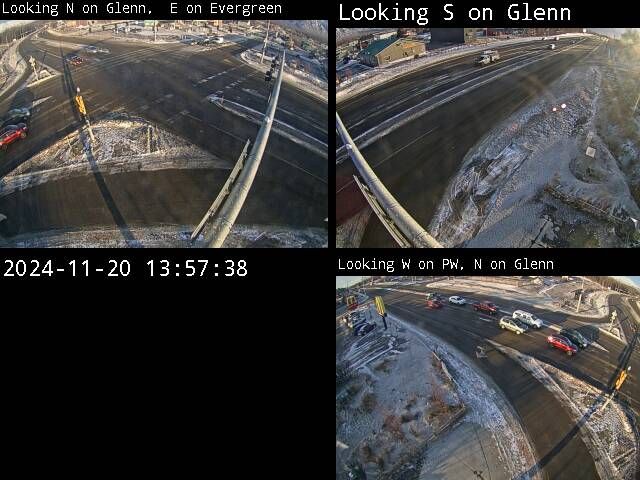 Looking N on Glenn,  E on Evergreen
Looking S on Glenn
2024-11-20 13:57:38
Looking W on PW, N on Glenn